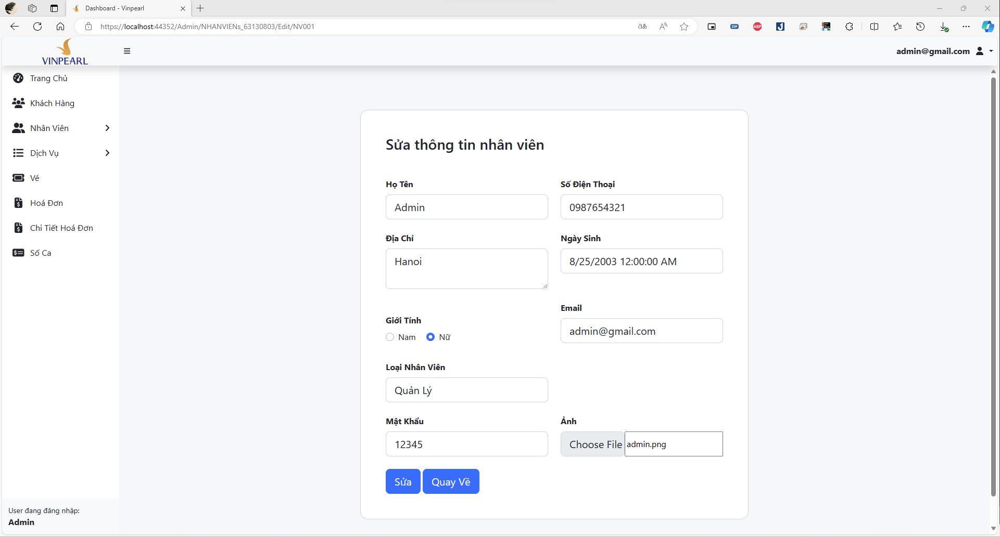 Dashboard - Vinpearl
https://localhost:44352/Admin/NHANVIENs_63130803/Edit/NV001
ZIP
ABP
VINPEARL
admin@gmail.com
Trang Chủ
Khách Hàng
Nhân Viên
Dịch Vụ
Vé
Hoá Đơn
Chi Tiết Hoá Đơn
Số Ca
User đang đăng nhập:
Admin
Sửa thông tin nhân viên
Họ Tên
Admin
Số Điện Thoại
0987654321
Địa Chỉ
Hanoi
Ngày Sinh
8/25/2003 12:00:00 AM
Giới Tính
Nam Nữ
Email
admin@gmail.com
Loại Nhân Viên
Quản Lý
Mật Khẩu
12345
Ảnh
Choose File admin.png
Sửa Quay Về